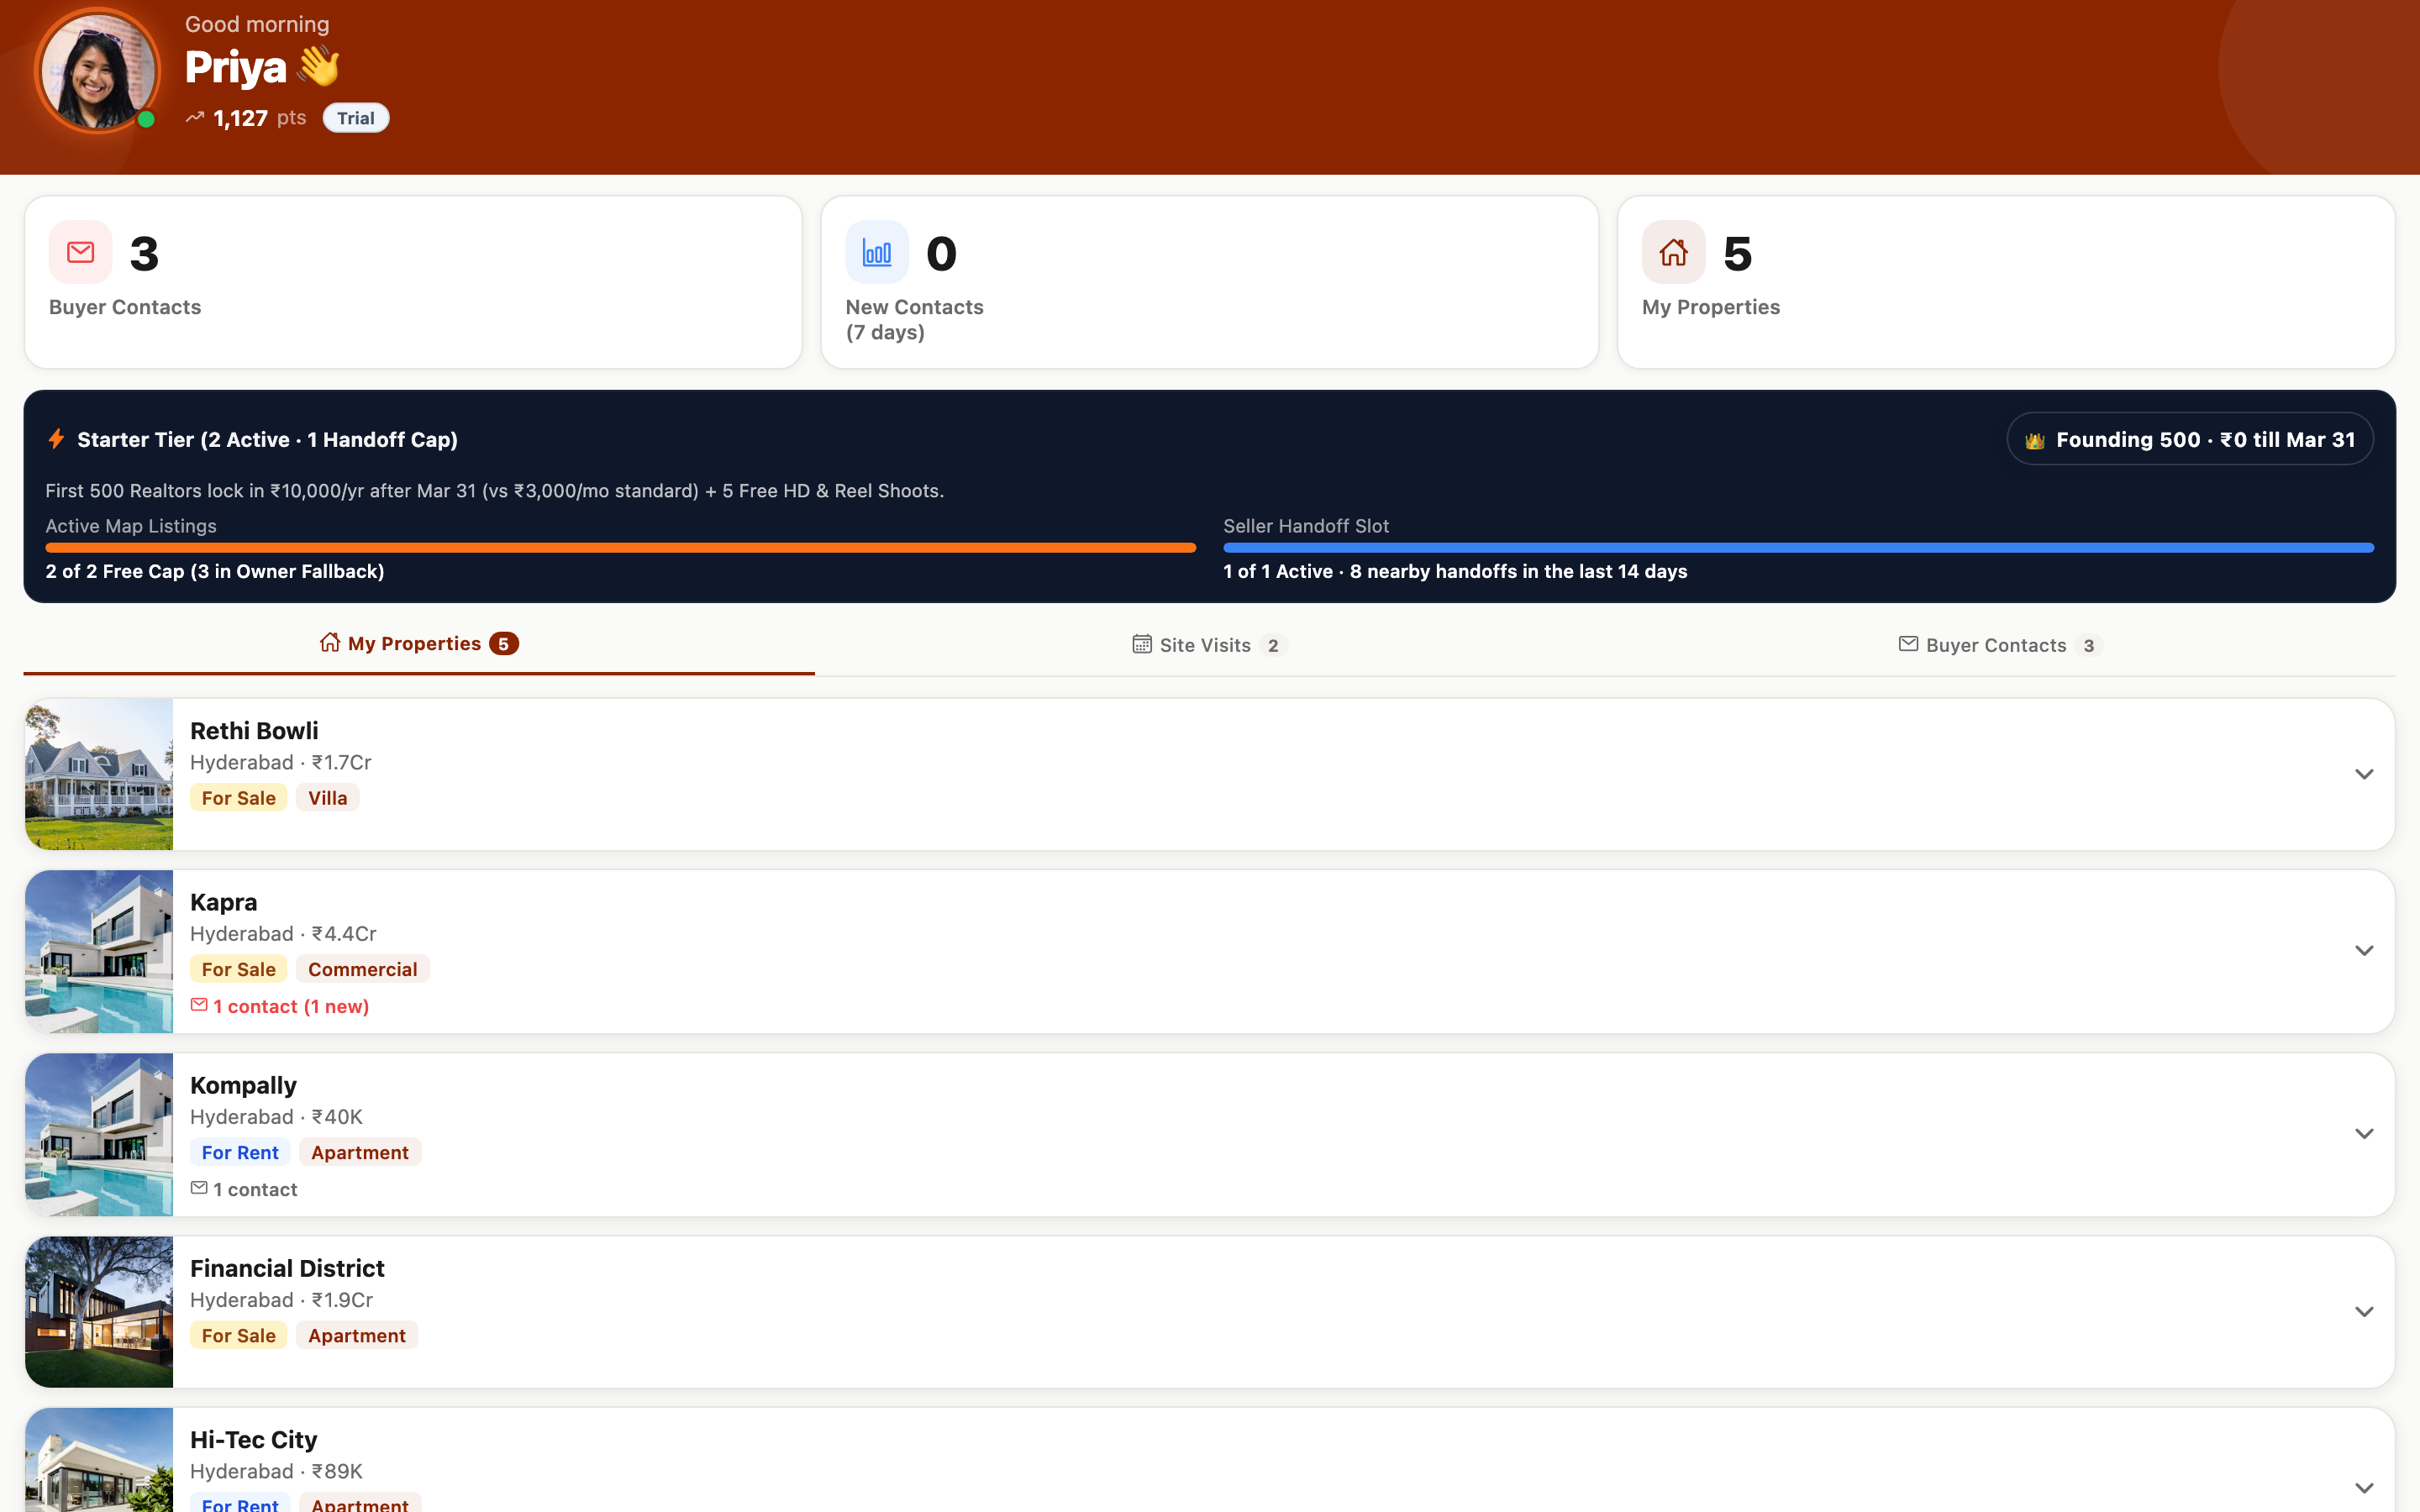 Good morning
Priya 👋
1,127 pts Trial
3
Buyer Contacts
0
New Contacts
(7 days)
5
My Properties
Starter Tier (2 Active · 1 Handoff Cap)
Founding 500 · ₹0 till Mar 31
First 500 Realtors lock in ₹10,000/yr after Mar 31 (vs ₹3,000/mo standard) + 5 Free HD & Reel Shoots.
Active Map Listings
2 of 2 Free Cap (3 in Owner Fallback)
Seller Handoff Slot
1 of 1 Active · 8 nearby handoffs in the last 14 days
My Properties 5
Site Visits 2
Buyer Contacts 3
Rethi Bowli
Hyderabad · ₹1.7Cr
For Sale Villa
Kapra
Hyderabad · ₹4.4Cr
For Sale Commercial
1 contact (1 new)
Kompally
Hyderabad · ₹40K
For Rent Apartment
1 contact
Financial District
Hyderabad · ₹1.9Cr
For Sale Apartment
Hi-Tec City
Hyderabad · ₹89K
For Rent Apartment